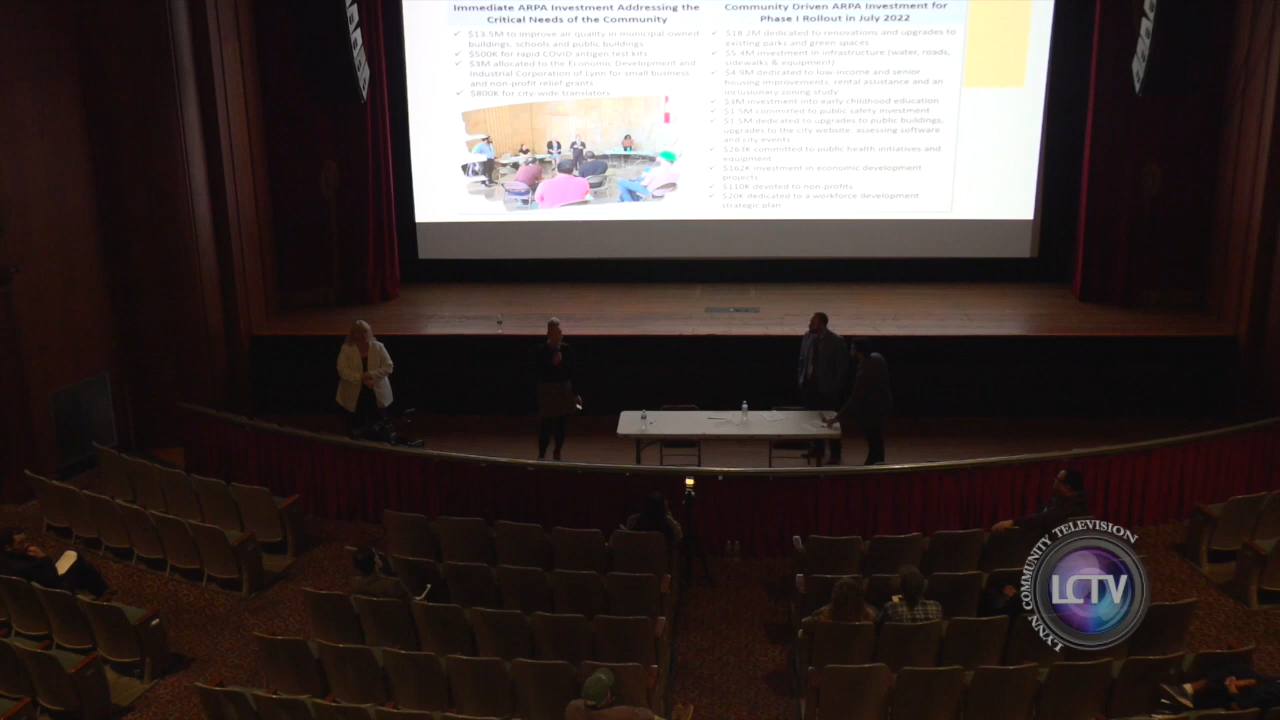 Immediate ARPA Investment Addressing the
Critical Needs of the Community
✓ $13.5M to improve air quality in municipal owned
buildings, schools and public buildings
✓ $500K for rapid COVID antigen test kits
✓ $3M allocated to the Economic Development and
Industrial Corporation of Lynn for small business
and non-profit relief grants
✓ $800K for city-wide translators
Community Driven ARPA Investment for
Phase I Rollout in July 2022
✓ $18.2M dedicated to renovations and upgrades to
existing parks and green spaces
✓ $5.4M investment in infrastructure (water, roads,
sidewalks & equipment)
✓ $4.9M dedicated to low-income and senior
housing improvements, rental assistance and an
inclusionary zoning study
✓ $3M investment into early childhood education
✓ $1.5M committed to public safety investment
✓ $1.5M dedicated to upgrades to public buildings,
upgrades to the city website, assessing software
and city events
✓ $263K committed to public health initiatives and
equipment
✓ $162K investment in economic development
projects
✓ $110K devoted to non-profits
✓ $20K dedicated to a workforce development
strategic plan
LYNN COMMUNITY TELEVISION
LCTV